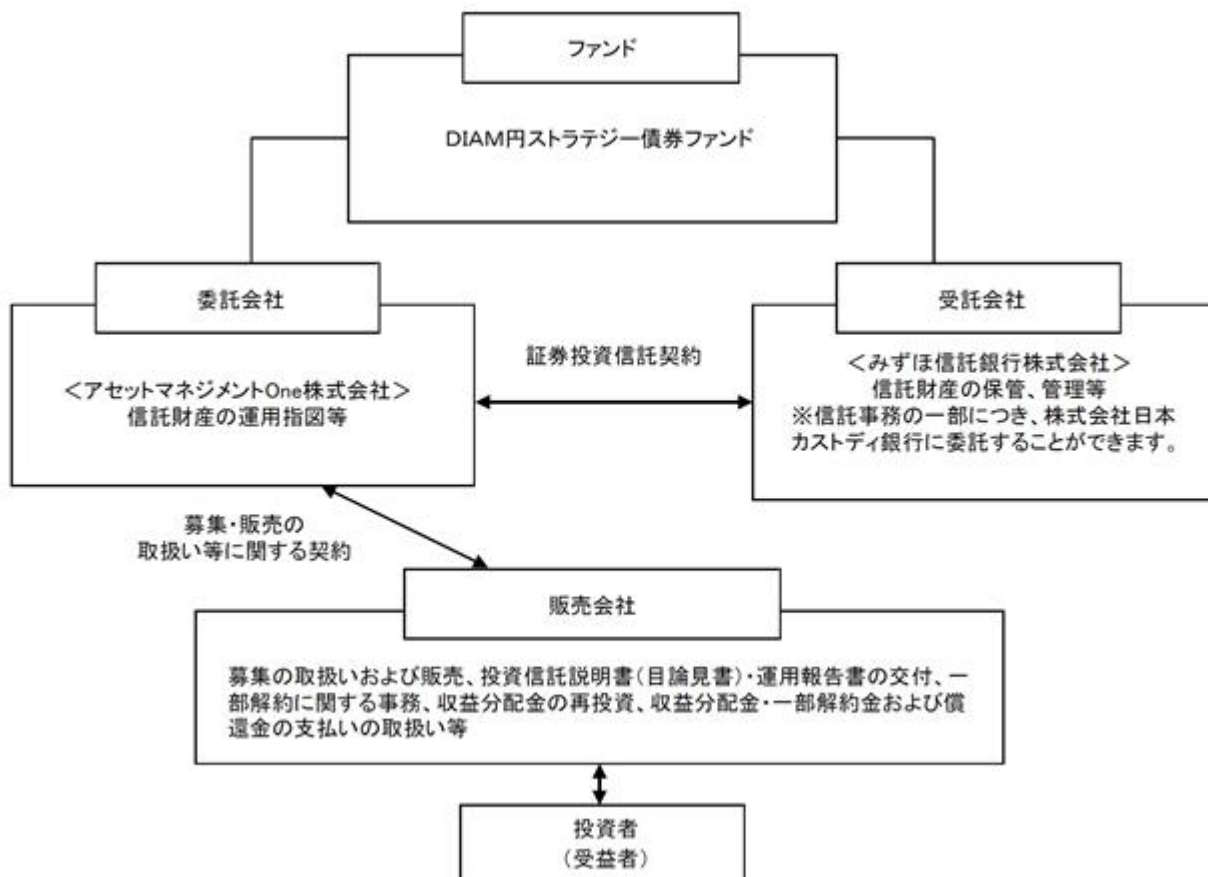 ファンド
DIAM円ストラテジー債券ファンド
委託会社
<アセットマネジメントOne株式会社>
信託財産の運用指図等
証券投資信託契約
受託会社
<みずほ信託銀行株式会社>
信託財産の保管、管理等
※信託事務の一部につき、株式会社日本
カストディ銀行に委託することができます。
募集・販売の
取扱い等に関する契約
販売会社
募集の取扱いおよび販売、投資信託説明書(目論見書)・運用報告書の交付、一
部解約に関する事務、収益分配金の再投資、収益分配金・一部解約金および償
還金の支払いの取扱い等
投資者
(受益者)